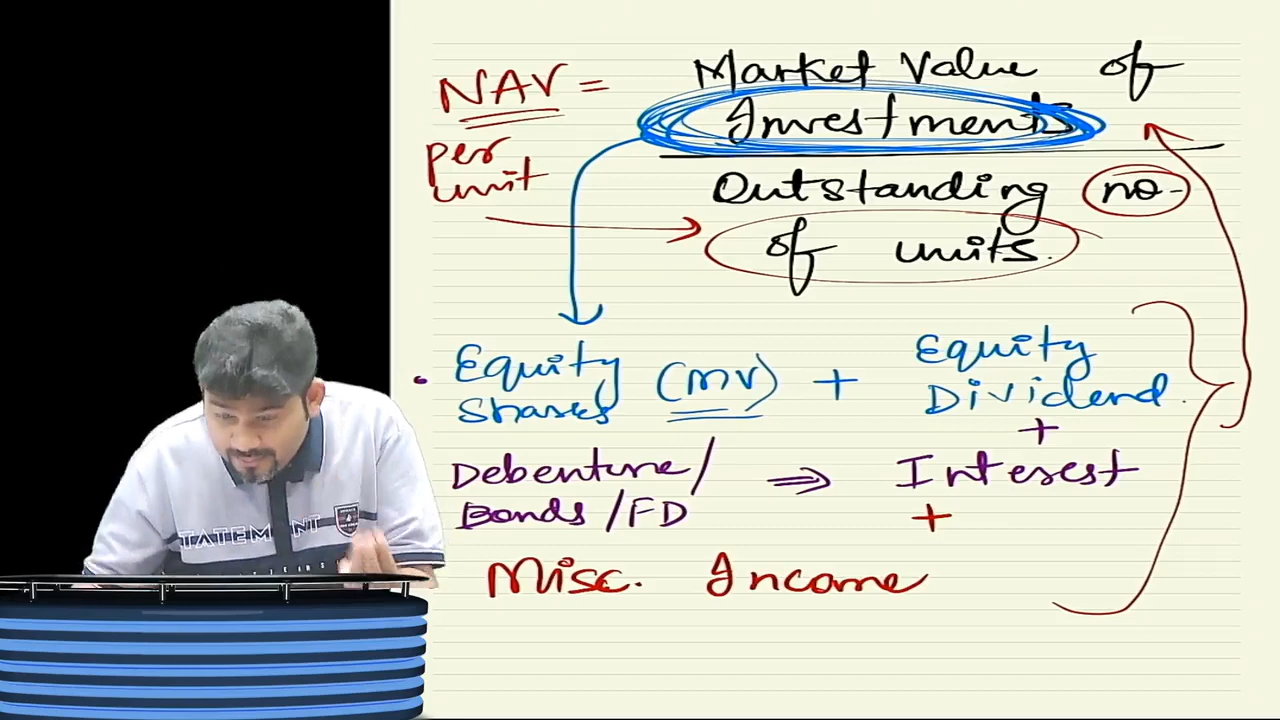 NAV =
per
unit
Market Value of
Investments
Outstanding no.
of units.
Equity
Shares
(MV) +
Equity
Dividend.
+
Debenture/
Bonds/FD
⇒ Interest
+
Misc. Income
TATEMENT